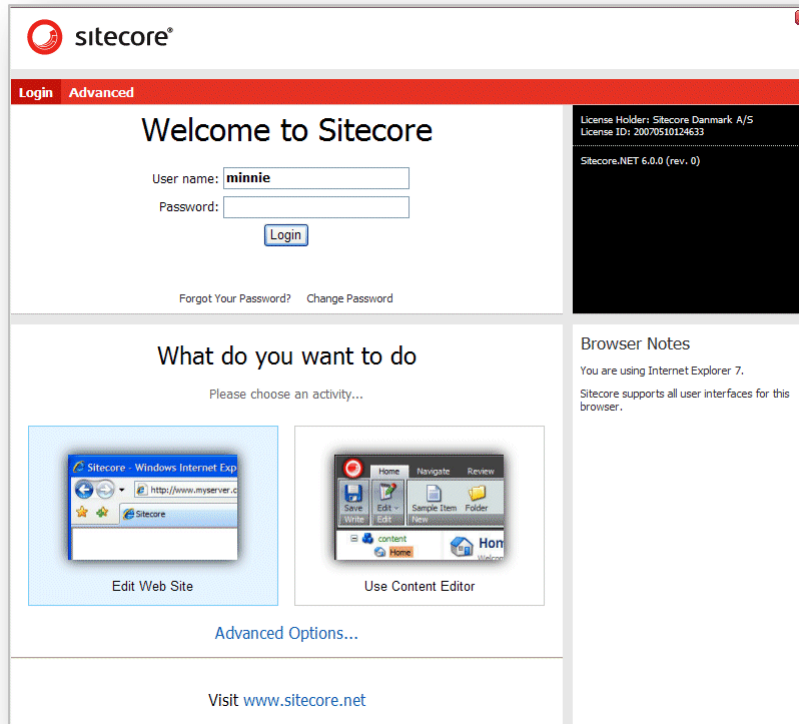 sitecore®
Login Advanced
Welcome to Sitecore
User name: minnie
Password:
Login
Forgot Your Password? Change Password
License Holder: Sitecore Danmark A/S
License ID: 20070510124633
Sitecore.NET 6.0.0 (rev. 0)
What do you want to do
Please choose an activity...
Sitecore - Windows Internet Exp
http://www.myserver.c
Sitecore
Edit Web Site
Home Navigate Review
Save Edit Sample Item Folder
Write Edit New
content
Home
Hom
Welcom
Use Content Editor
Advanced Options...
Visit www.sitecore.net
Browser Notes
You are using Internet Explorer 7.
Sitecore supports all user interfaces for this
browser.